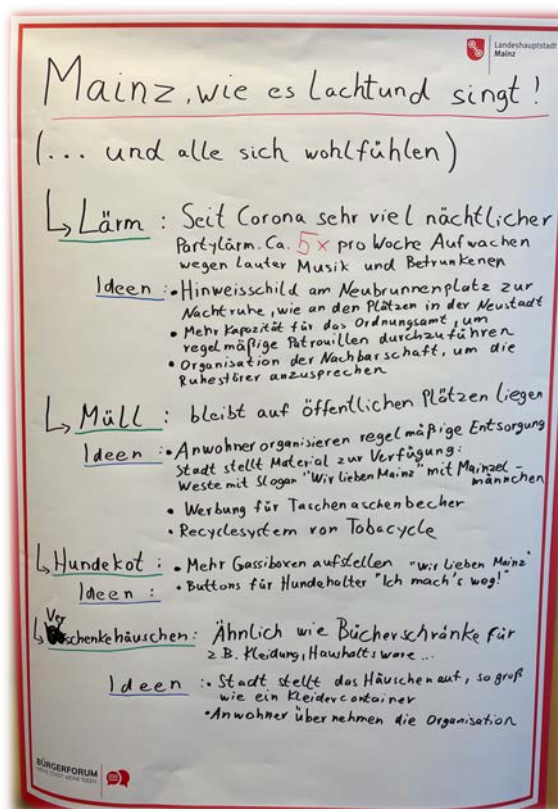 Landeshauptstadt
Mainz
Mainz, wie es lacht und singt!
(... und alle sich wohlfühlen)
↳ Lärm: Seit Corona sehr viel nächtlicher
Partylärm. Ca. 5x pro Woche Aufwachen
wegen lauter Musik und Betrunkenen
Ideen: • Hinweisschild am Neubrunnenplatz zur
Nachtruhe, wie an den Plätzen in der Neustadt
• Mehr Kapazität für das Ordnungsamt, um
regelmäßige Patrouillen durchzuführen
• Organisation der Nachbarschaft, um die
Ruhestörer anzusprechen
↳ Müll: bleibt auf öffentlichen Plätzen liegen
Ideen: • Anwohner organisieren regelmäßige Entsorgung
Stadt stellt Material zur Verfügung:
Weste mit Slogan "Wir lieben Mainz" mit Mainzel-
männchen
• Werbung für Taschenaschenbecher
• Recyclesystem von Tobacycle
↳ Hundekot: • Mehr Gassiboxen aufstellen "Wir lieben Mainz"
Ideen: • Buttons für Hundehalter "Ich mach's weg!"
↳ Verschenkehäuschen: Ähnlich wie Bücherschränke für
z.B. Kleidung, Haushaltsware...
Ideen: • Stadt stellt das Häuschen auf, so groß
wie ein Kleidercontainer
• Anwohner übernehmen die Organisation
BÜRGERFORUM